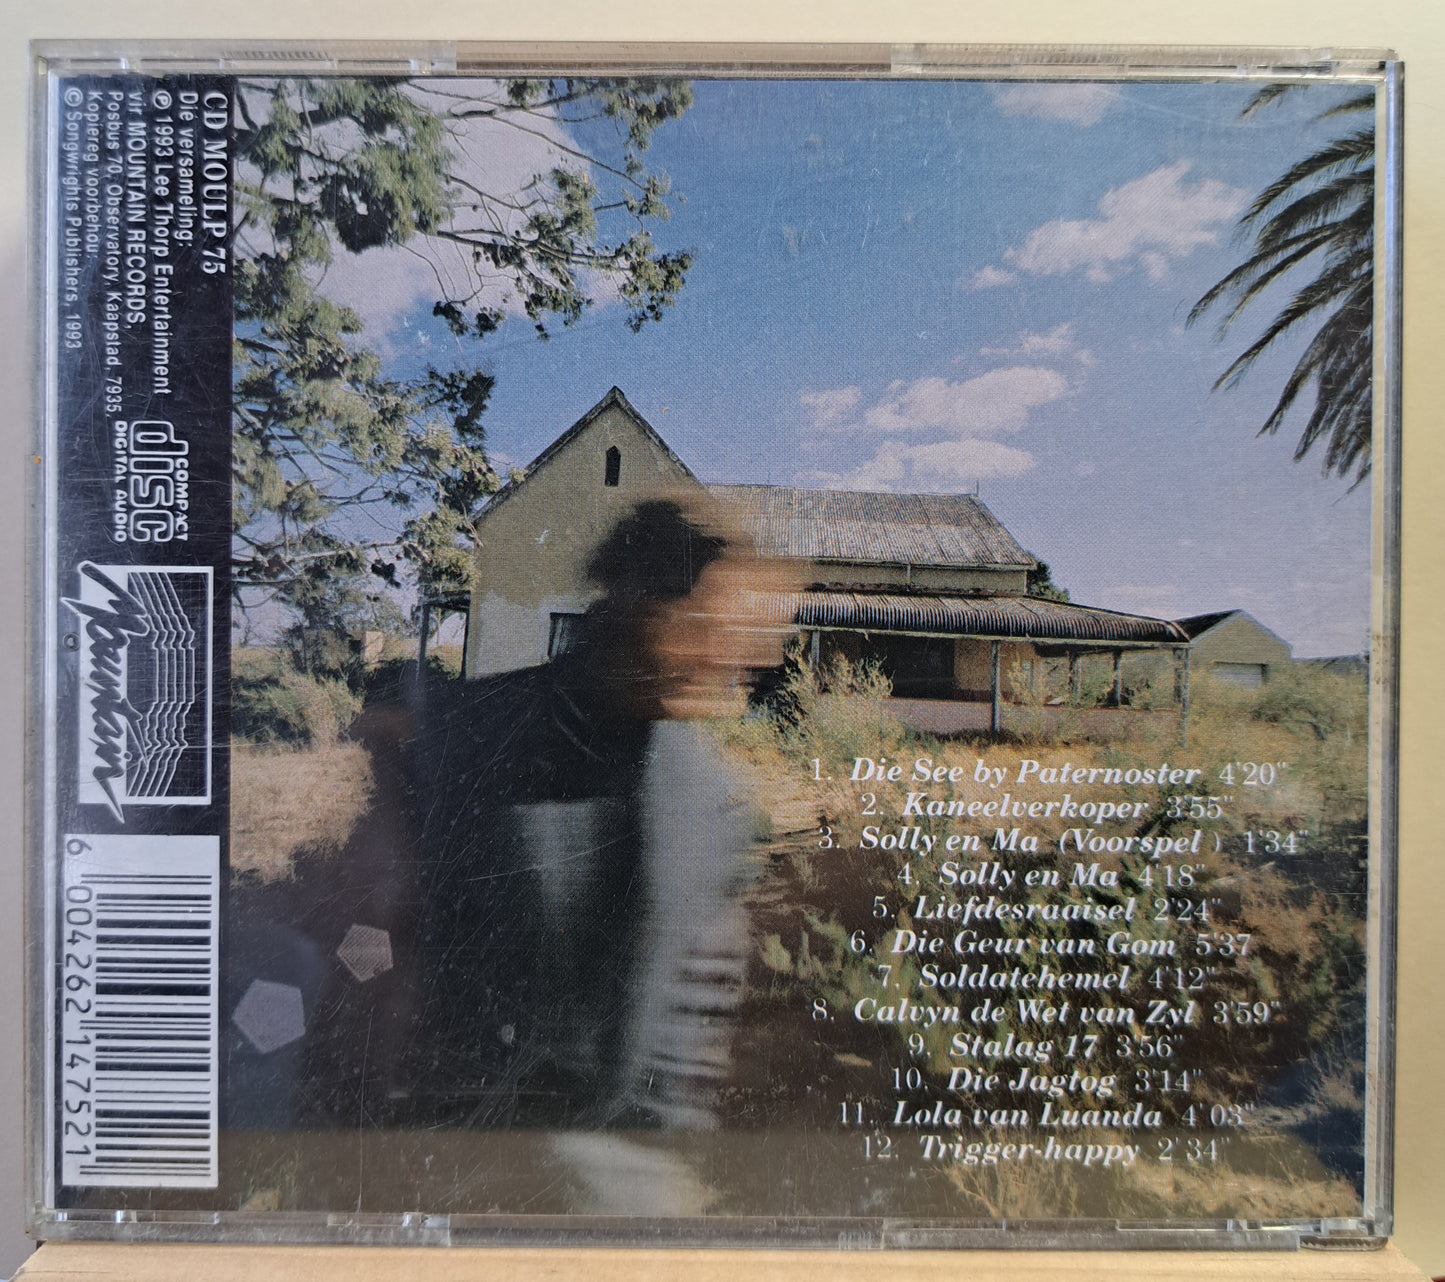 CD MOULP 75
Die versameling:
℗ 1993 Lee Thorp Entertainment
vir MOUNTAIN RECORDS,
Posbus 70, Observatory, Kaapstad, 7935.
Kopiereg voorbehou:
© Songwrights Publishers, 1993.
COMPACT
disc
DIGITAL AUDIO
Mountain
6 004262 147521
1. Die See by Paternoster 4'20"
2. Kaneelverkoper 3'55"
3. Solly en Ma (Voorspel ) 1'34"
4. Solly en Ma 4'18"
5. Liefdesraaisel 2'24"
6. Die Geur van Gom 5'37
7. Soldatehemel 4'12"
8. Calvyn de Wet van Zyl 3'59"
9. Stalag 17 3'56"
10. Die Jagtog 3'14"
11. Lola van Luanda 4'03"
12. Trigger-happy 2'34"